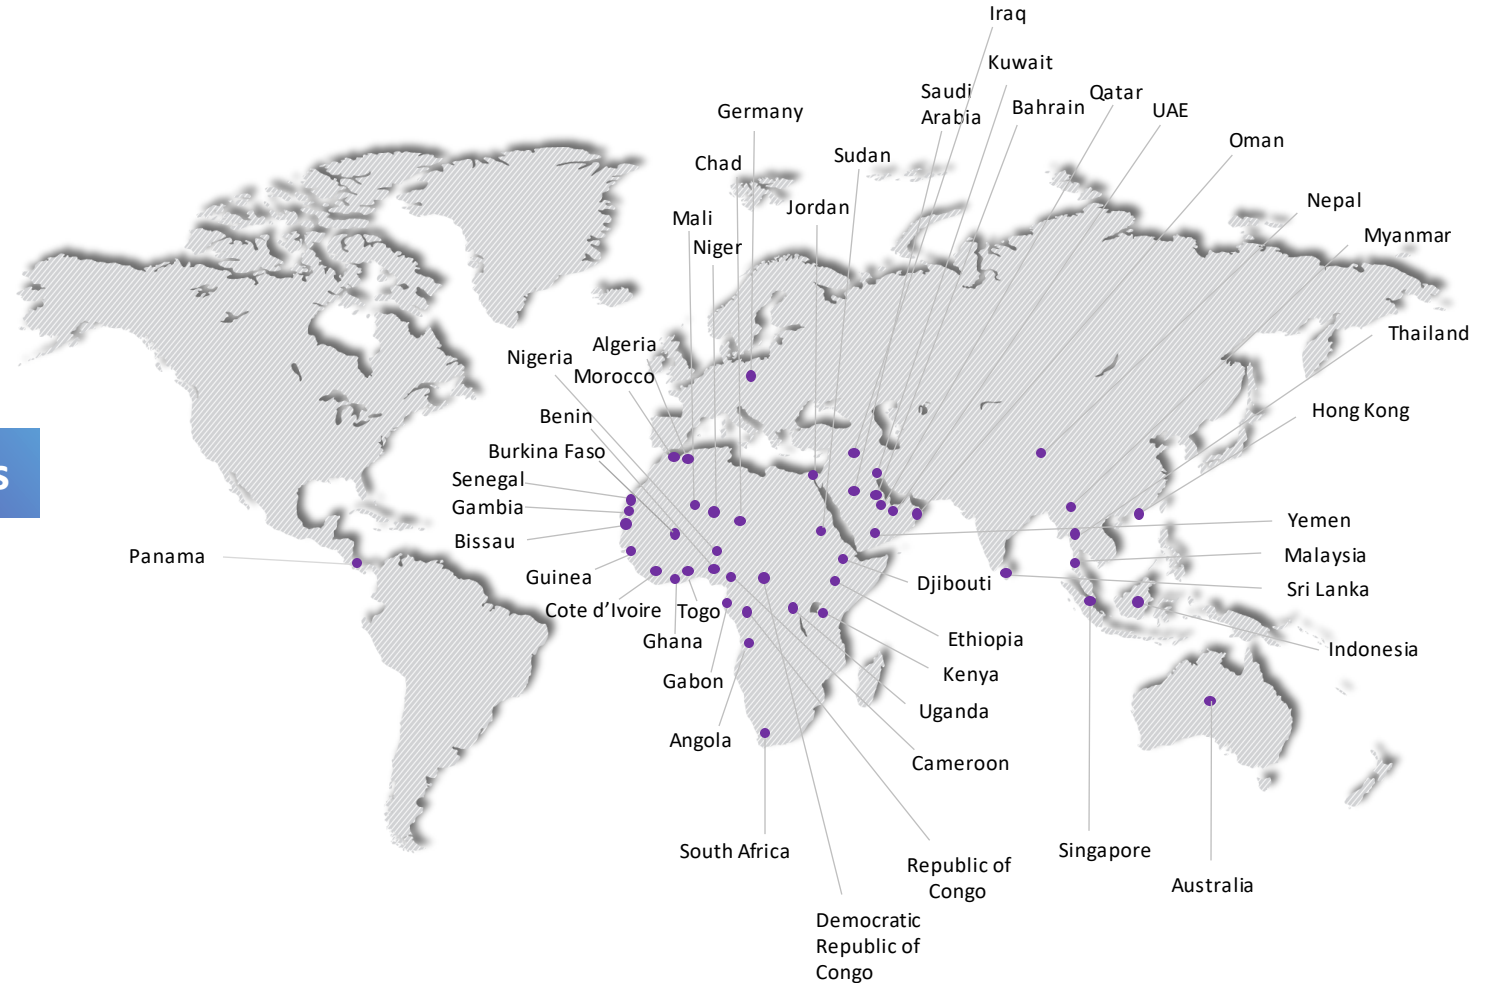 Iraq
Kuwait
Saudi
Arabia
Qatar
Bahrain
UAE
Germany
Oman
Chad
Sudan
Nepal
Jordan
Mali
Niger
Myanmar
Thailand
Algeria
Nigeria
Morocco
Hong Kong
Benin
Burkina Faso
Senegal
s
Gambia
Yemen
Bissau
Malaysia
Panama
Guinea
Djibouti
Sri Lanka
Cote d’Ivoire
Togo
Ghana
Ethiopia
Indonesia
Kenya
Gabon
Uganda
Angola
Cameroon
South Africa
Singapore
Republic of
Congo
Australia
Democratic
Republic of
Congo